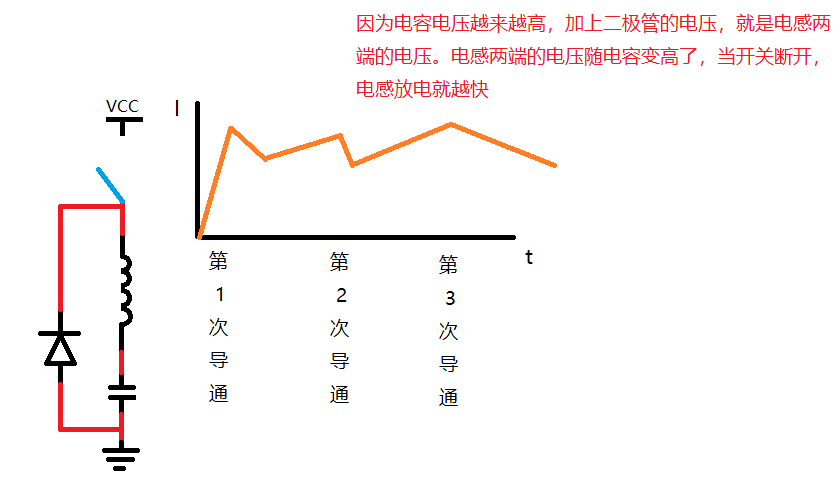 因为电容电压越来越高，加上二极管的电压，就是电感两
端的电压。电感两端的电压随电容变高了，当开关断开，
电感放电就越快
VCC
I
t
第1次导通
第2次导通
第3次导通